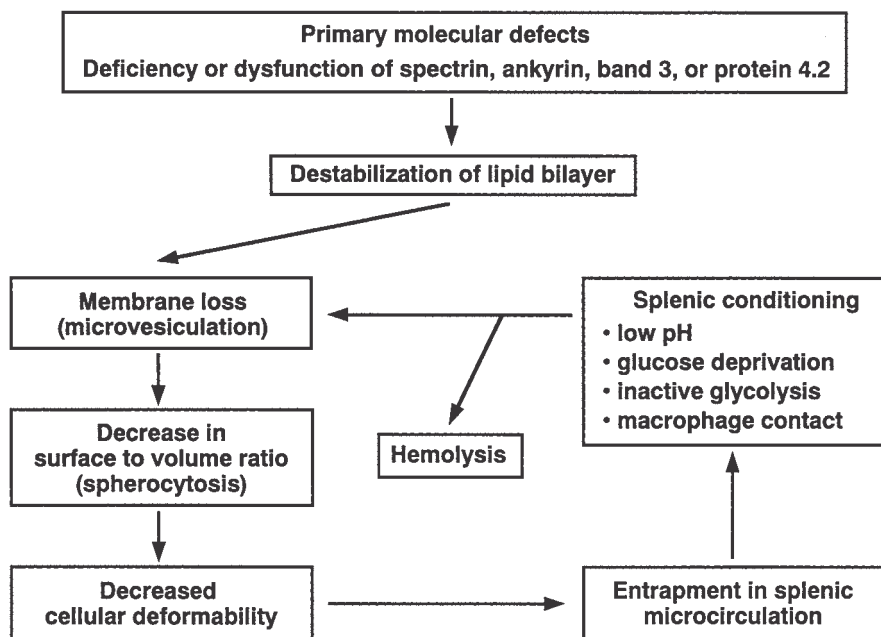 Primary molecular defects
Deficiency or dysfunction of spectrin, ankyrin, band 3, or protein 4.2
Destabilization of lipid bilayer
Membrane loss
(microvesiculation)
Splenic conditioning
• low pH
• glucose deprivation
• inactive glycolysis
• macrophage contact
Decrease in
surface to volume ratio
(spherocytosis)
Hemolysis
Decreased
cellular deformability
Entrapment in splenic
microcirculation